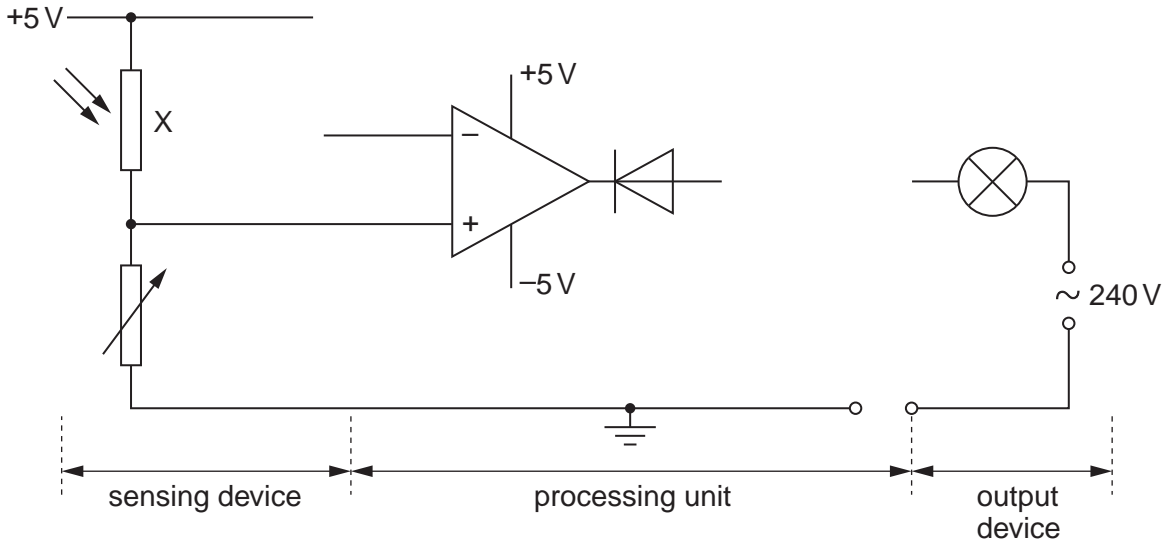 +5 V
X
+5 V
–
+
–5 V
~ 240 V
sensing device
processing unit
output
device